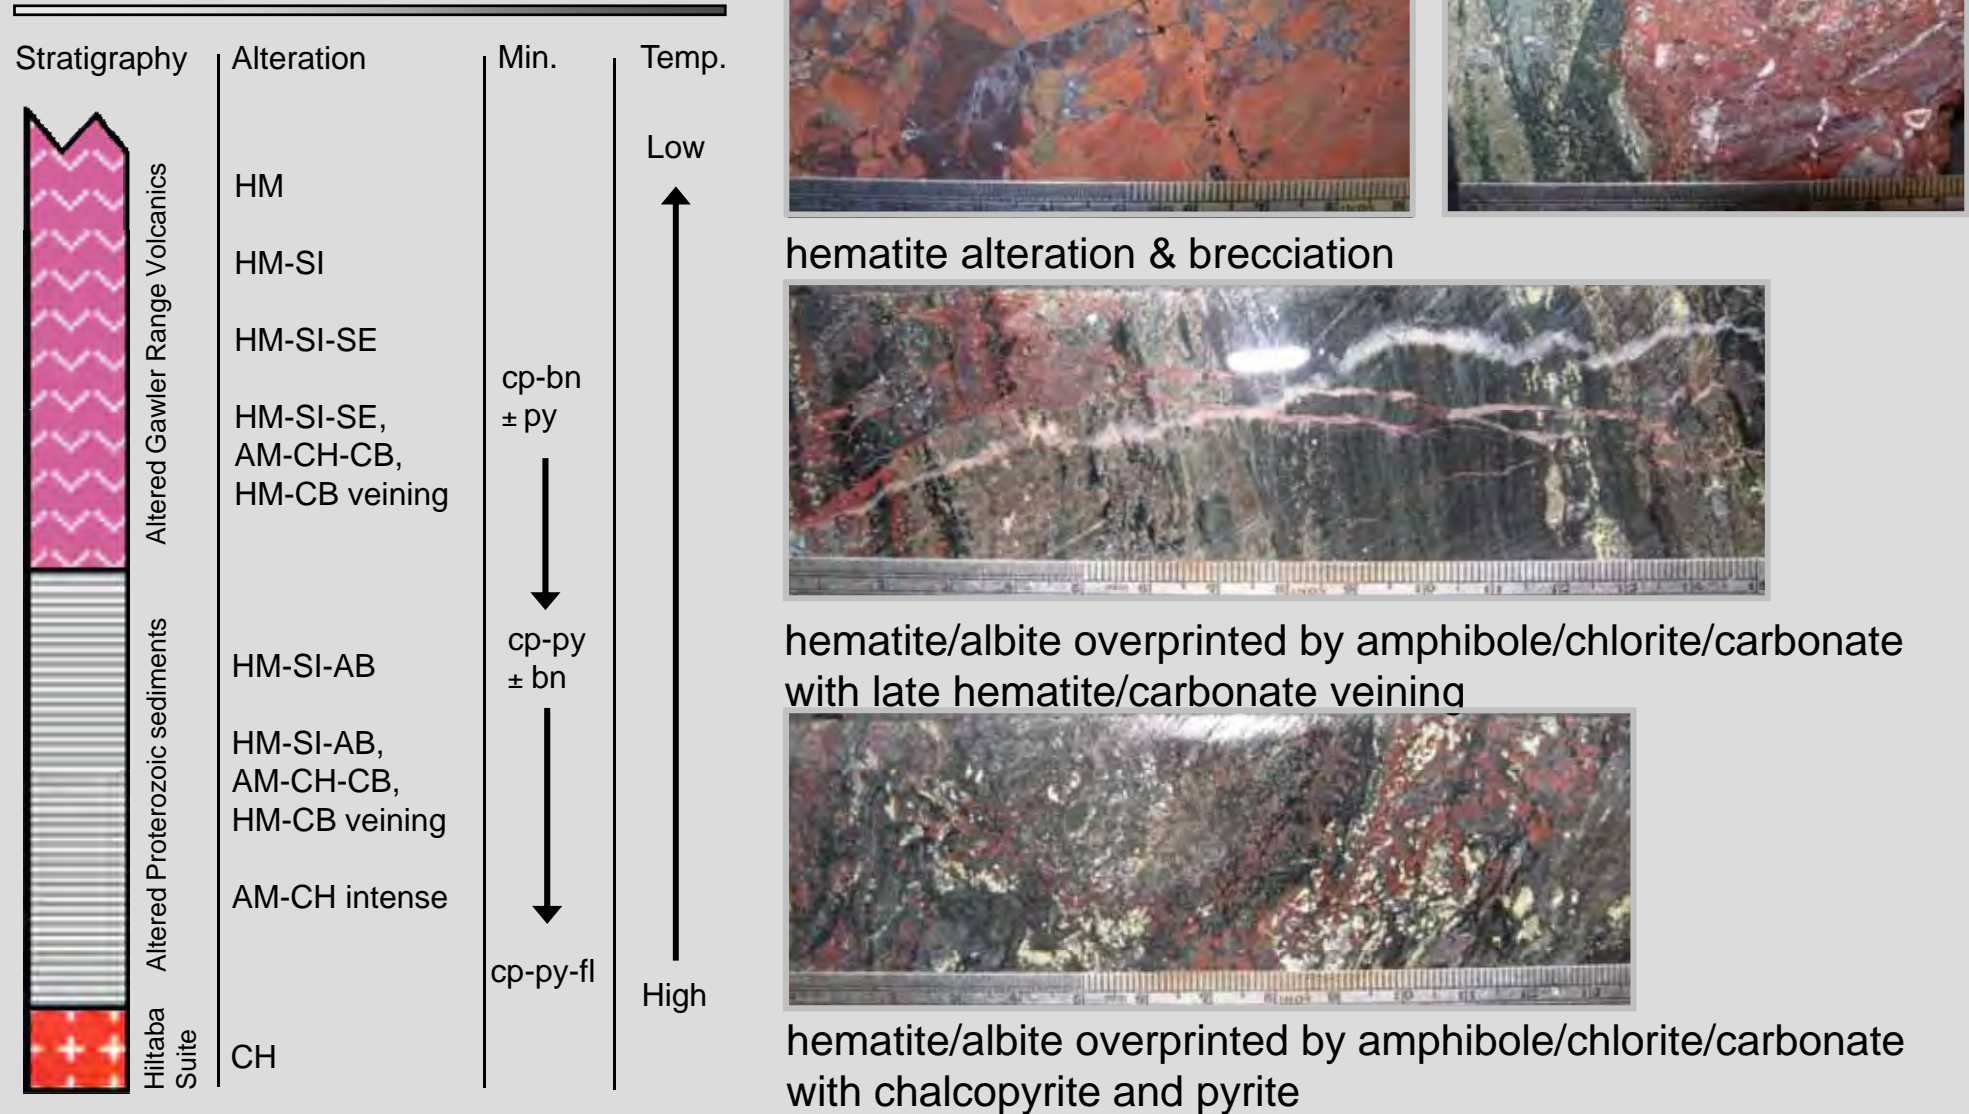 Stratigraphy
Alteration
Min.
Temp.
Altered Gawler Range Volcanics
Altered Proterozoic sediments
Hiltaba
Suite
HM
HM-SI
HM-SI-SE
HM-SI-SE,
AM-CH-CB,
HM-CB veining
HM-SI-AB
HM-SI-AB,
AM-CH-CB,
HM-CB veining
AM-CH intense
CH
cp-bn
± py
cp-py
± bn
cp-py-fl
Low
High
hematite alteration & brecciation
hematite/albite overprinted by amphibole/chlorite/carbonate
with late hematite/carbonate veining
hematite/albite overprinted by amphibole/chlorite/carbonate
with chalcopyrite and pyrite